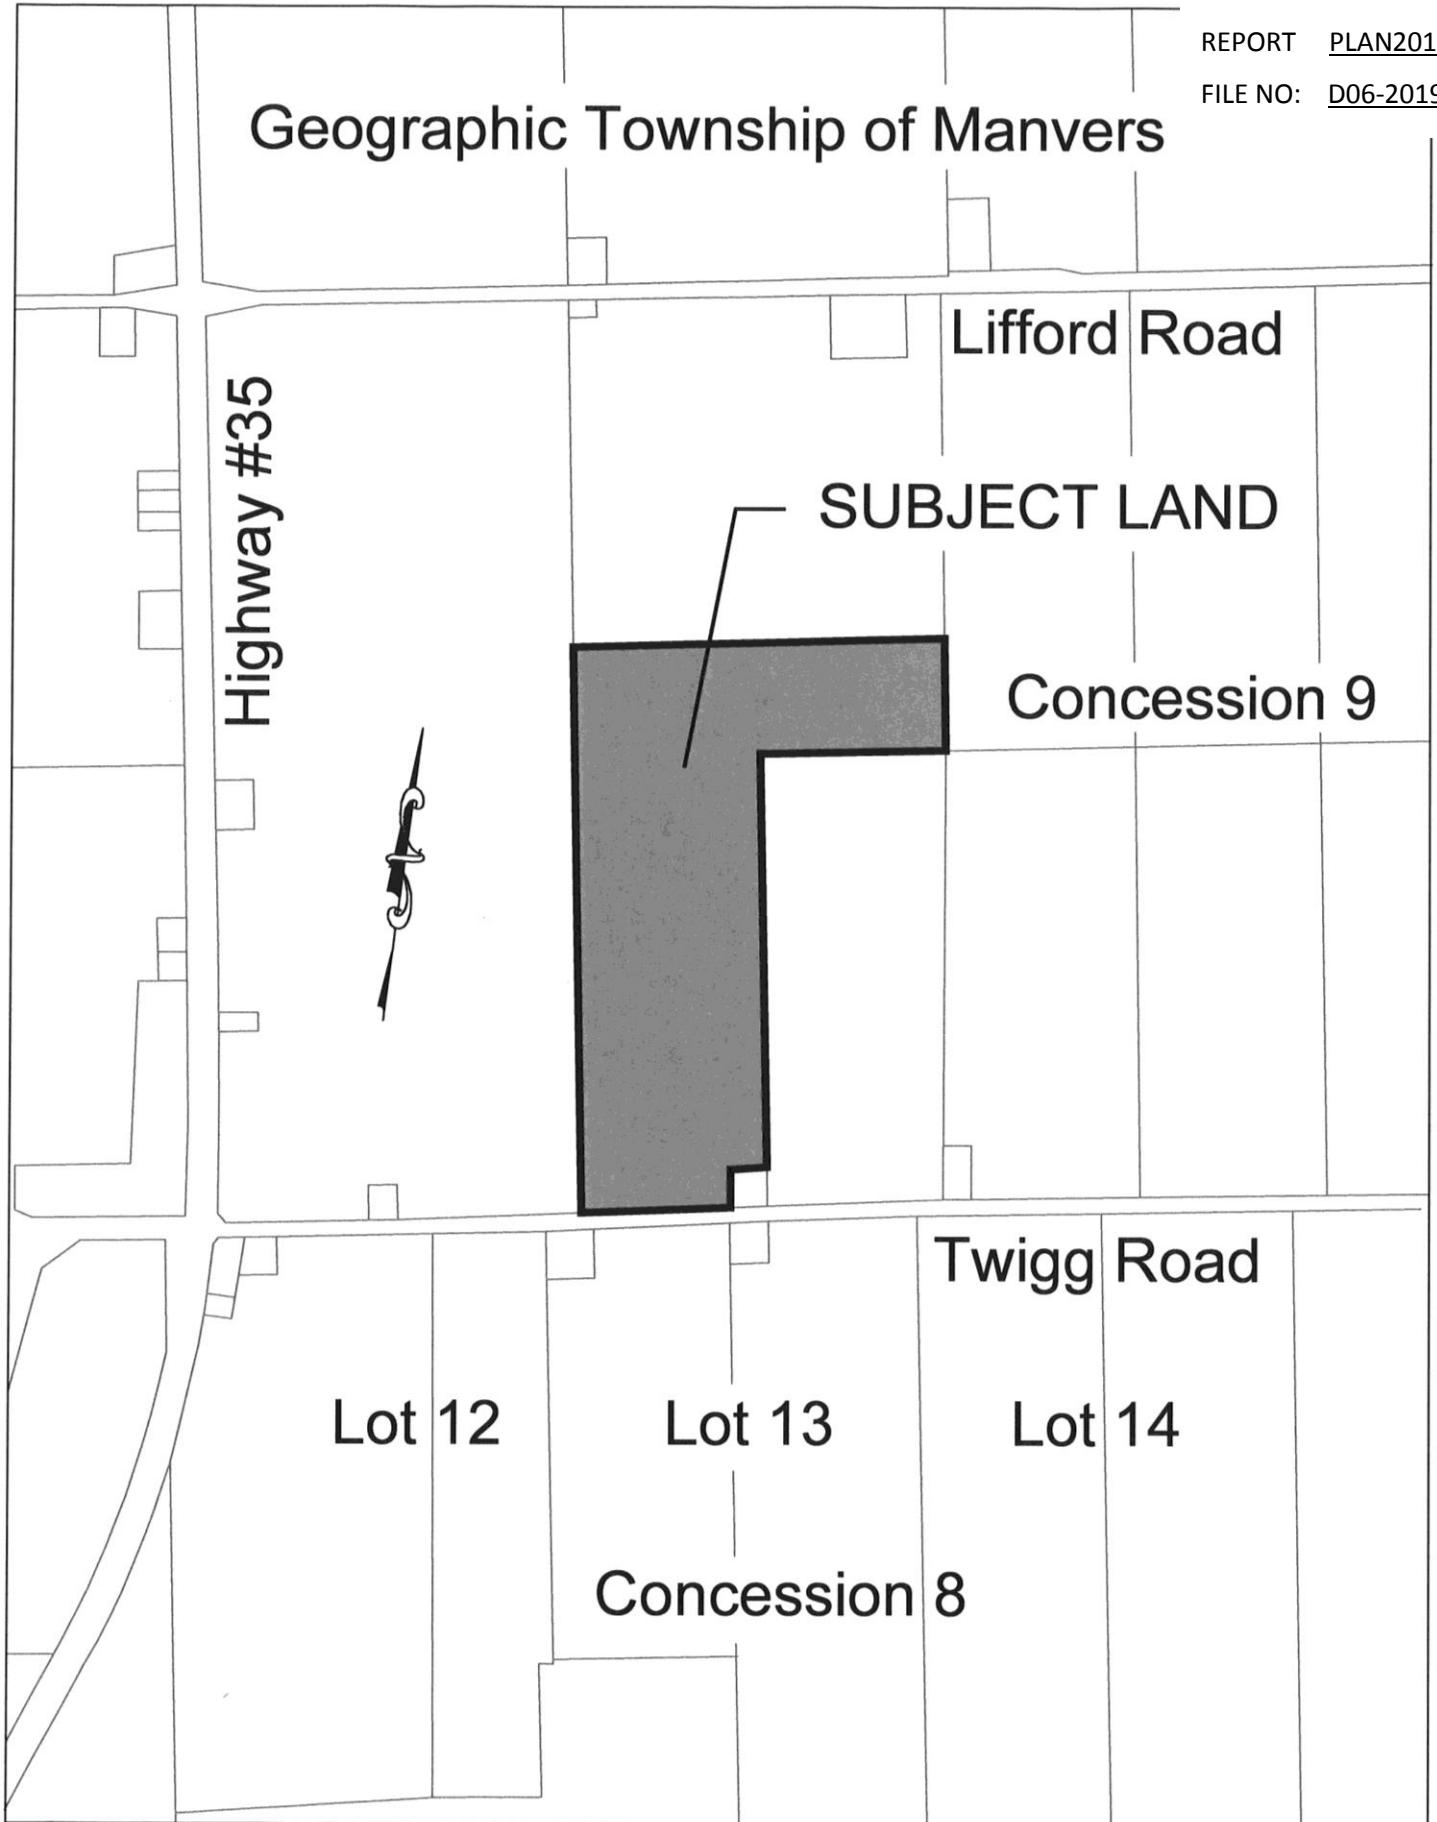 REPORT PLAN201
FILE NO: D06-2019
Geographic Township of Manvers
Lifford Road
Highway #35
SUBJECT LAND
Concession 9
Twigg Road
Lot 12 Lot 13 Lot 14
Concession 8